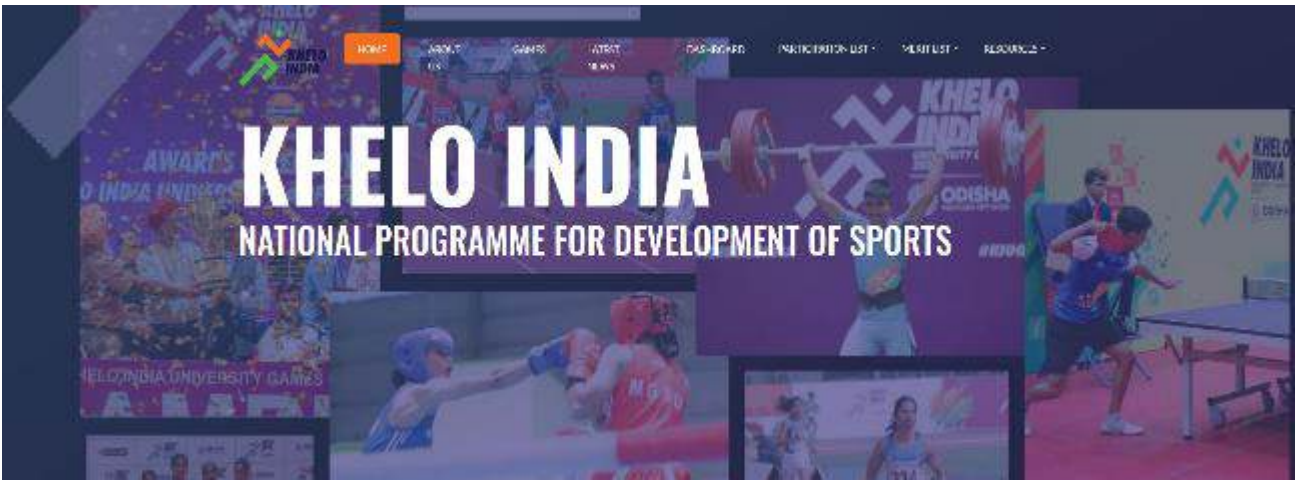 KHELO
INDIA
HOME
ABOUT
US
GAMES
LATEST
NEWS
DASHBOARD
PARTICIPATION LIST
MERIT LIST
RESOURCES
KHELO INDIA
NATIONAL PROGRAMME FOR DEVELOPMENT OF SPORTS
KHELO
INDIA
ODISHA
KHELO
INDIA
AWARDS
KHELO INDIA UNIVERSITY GAMES